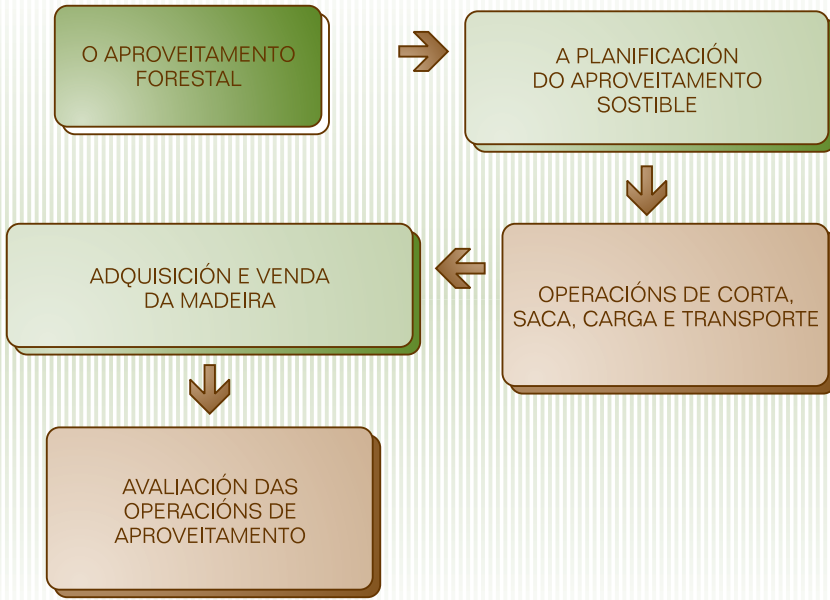 O APROVEITAMENTO
FORESTAL
A PLANIFICACIÓN
DO APROVEITAMENTO
SOSTIBLE
OPERACIÓNS DE CORTA,
SACA, CARGA E TRANSPORTE
ADQUISICIÓN E VENDA
DA MADEIRA
AVALIACIÓN DAS
OPERACIÓNS DE
APROVEITAMENTO